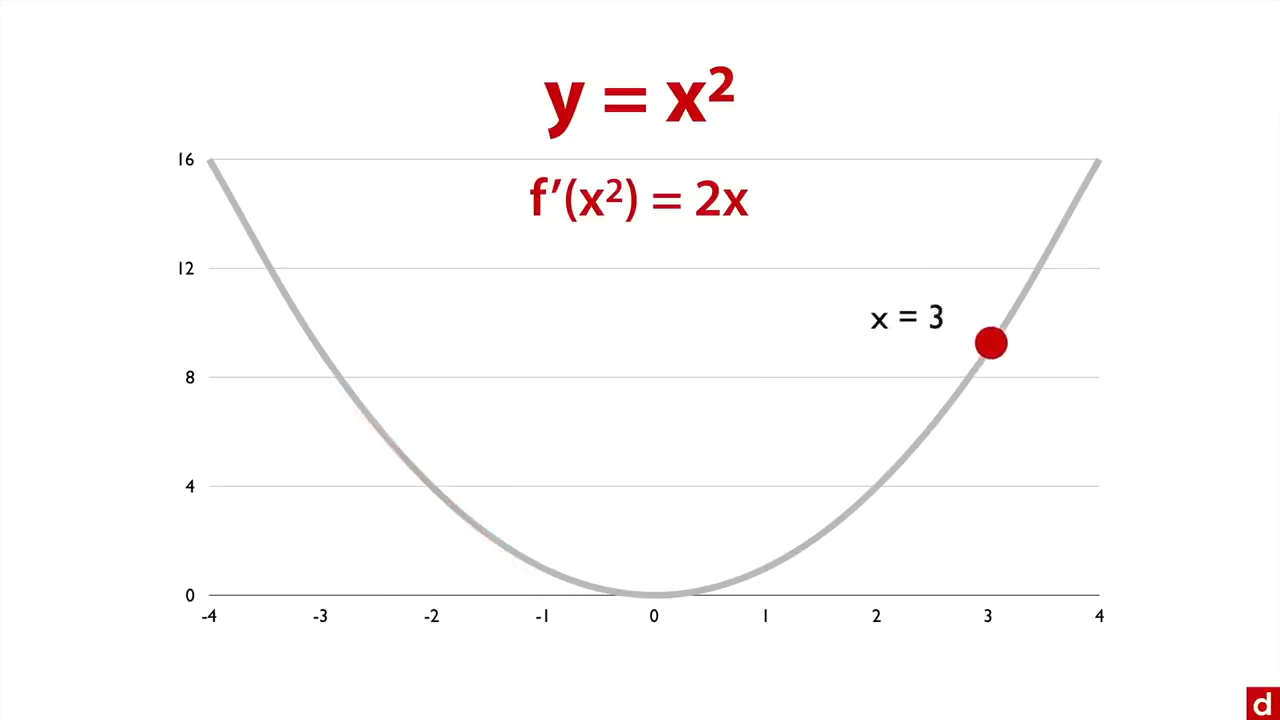 y = x²
16
f′(x²) = 2x
12
x = 3
8
4
0
-4 -3 -2 -1 0 1 2 3 4
d